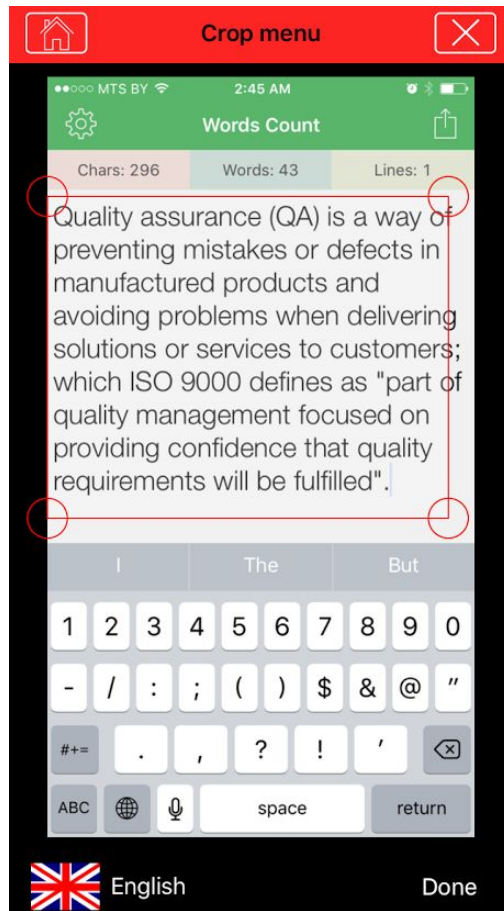 Crop menu
MTS BY 2:45 AM
Words Count
Chars: 296 Words: 43 Lines: 1
Quality assurance (QA) is a way of
preventing mistakes or defects in
manufactured products and
avoiding problems when delivering
solutions or services to customers;
which ISO 9000 defines as "part of
quality management focused on
providing confidence that quality
requirements will be fulfilled".
I The But
1 2 3 4 5 6 7 8 9 0
- / : ; ( ) $ & @ "
#+= . , ? ! '
ABC space return
English Done